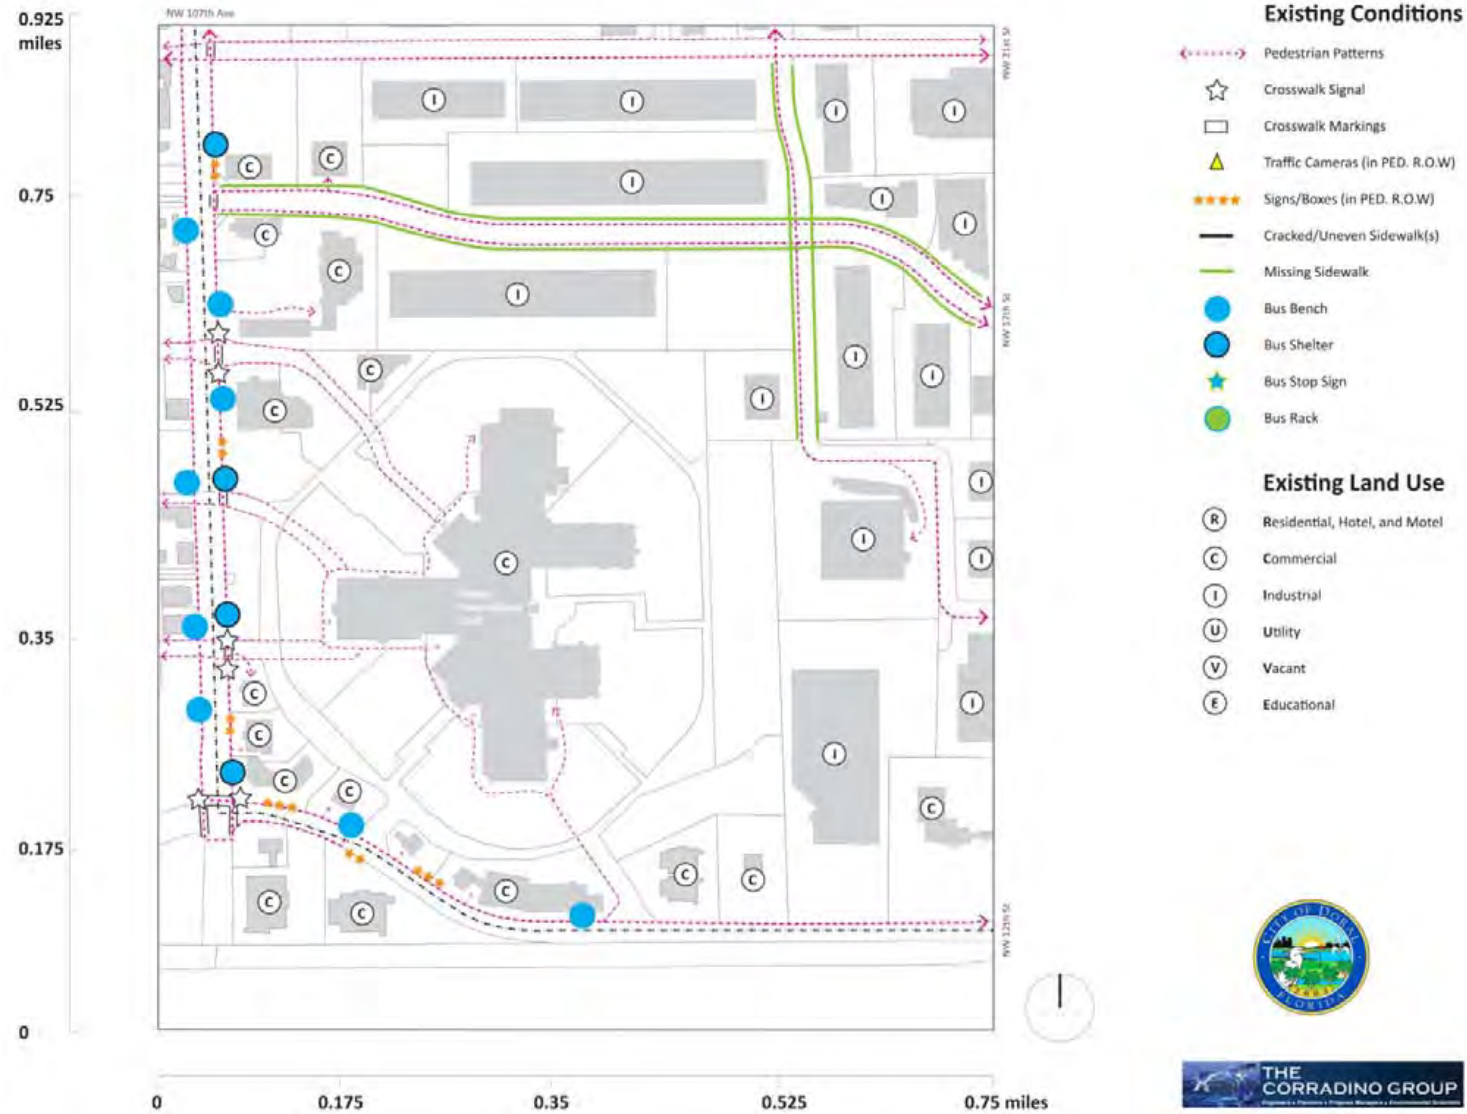 0.925
miles
0.75
0.525
0.35
0.175
0
NW 107th Ave
NW 21st St
NW 17th St
NW 12th St
I
I
I
I
C
C
I
I
I
C
C
I
C
I
I
C
I
C
I
I
C
I
I
C
I
C
I
C
C
C
C
C
C
C
C
C
0
0.175
0.35
0.525
0.75 miles
Existing Conditions
Pedestrian Patterns
Crosswalk Signal
Crosswalk Markings
Traffic Cameras (in PED. R.O.W)
Signs/Boxes (in PED. R.O.W)
Cracked/Uneven Sidewalk(s)
Missing Sidewalk
Bus Bench
Bus Shelter
Bus Stop Sign
Bus Rack
Existing Land Use
R Residential, Hotel, and Motel
C Commercial
I Industrial
U Utility
V Vacant
E Educational
CITY OF DORAL
FLORIDA
THE
CORRADINO GROUP